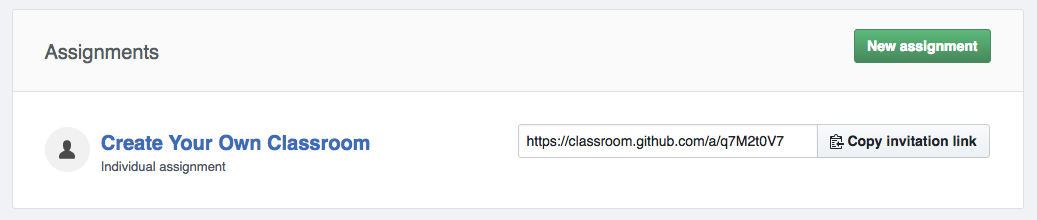 Assignments
New assignment
Create Your Own Classroom
Individual assignment
https://classroom.github.com/a/q7M2t0V7
Copy invitation link